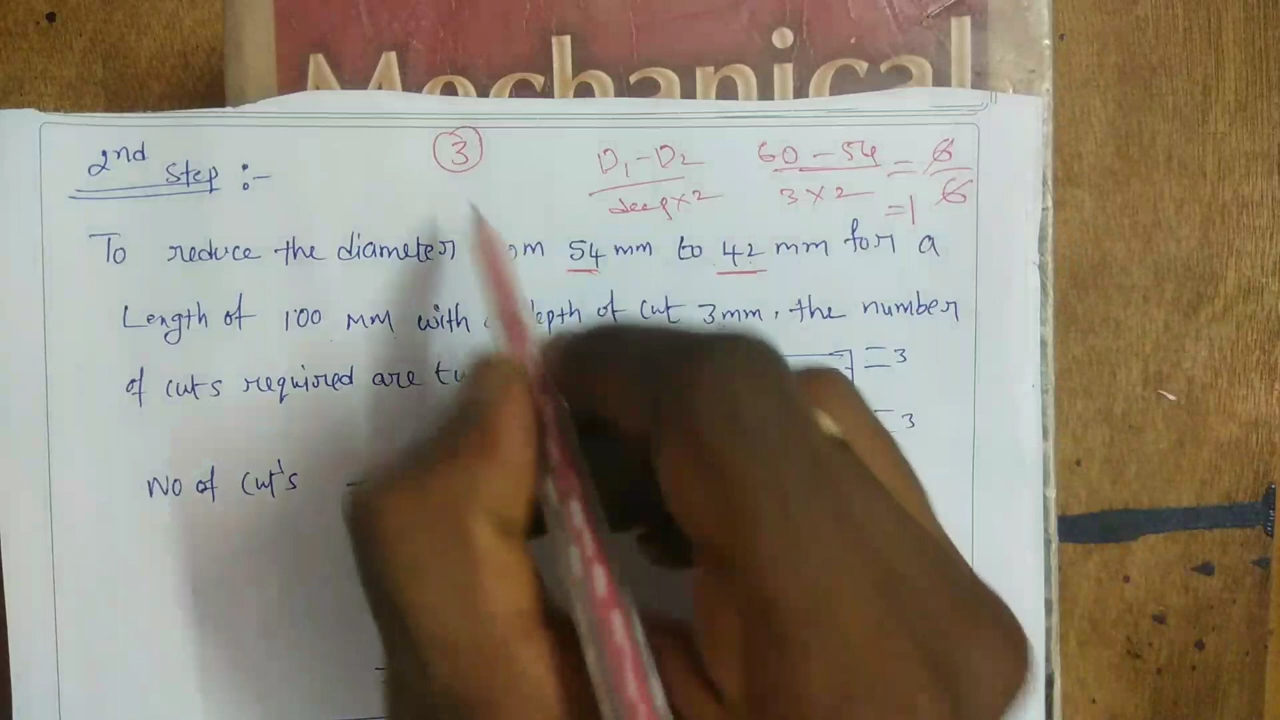 Mechanical
2nd Step :-
3
D1-D2 / deep×2
60-54 / 3×2 = 6/6
=1
To reduce the diameter 54 mm to 42 mm for a
Length of 100 MM with depth of cut 3mm, the number
of cuts required are
=3
3
No of Cut's